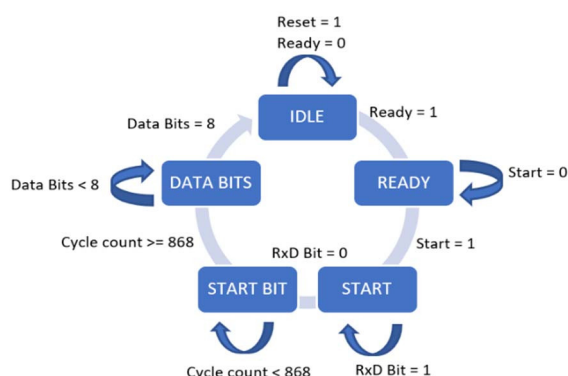 Reset = 1
Ready = 0
IDLE
Ready = 1
Data Bits = 8
DATA BITS
READY
Data Bits < 8
Start = 0
Cycle count >= 868
RxD Bit = 0
Start = 1
START BIT
START
Cycle count < 868
RxD Bit = 1